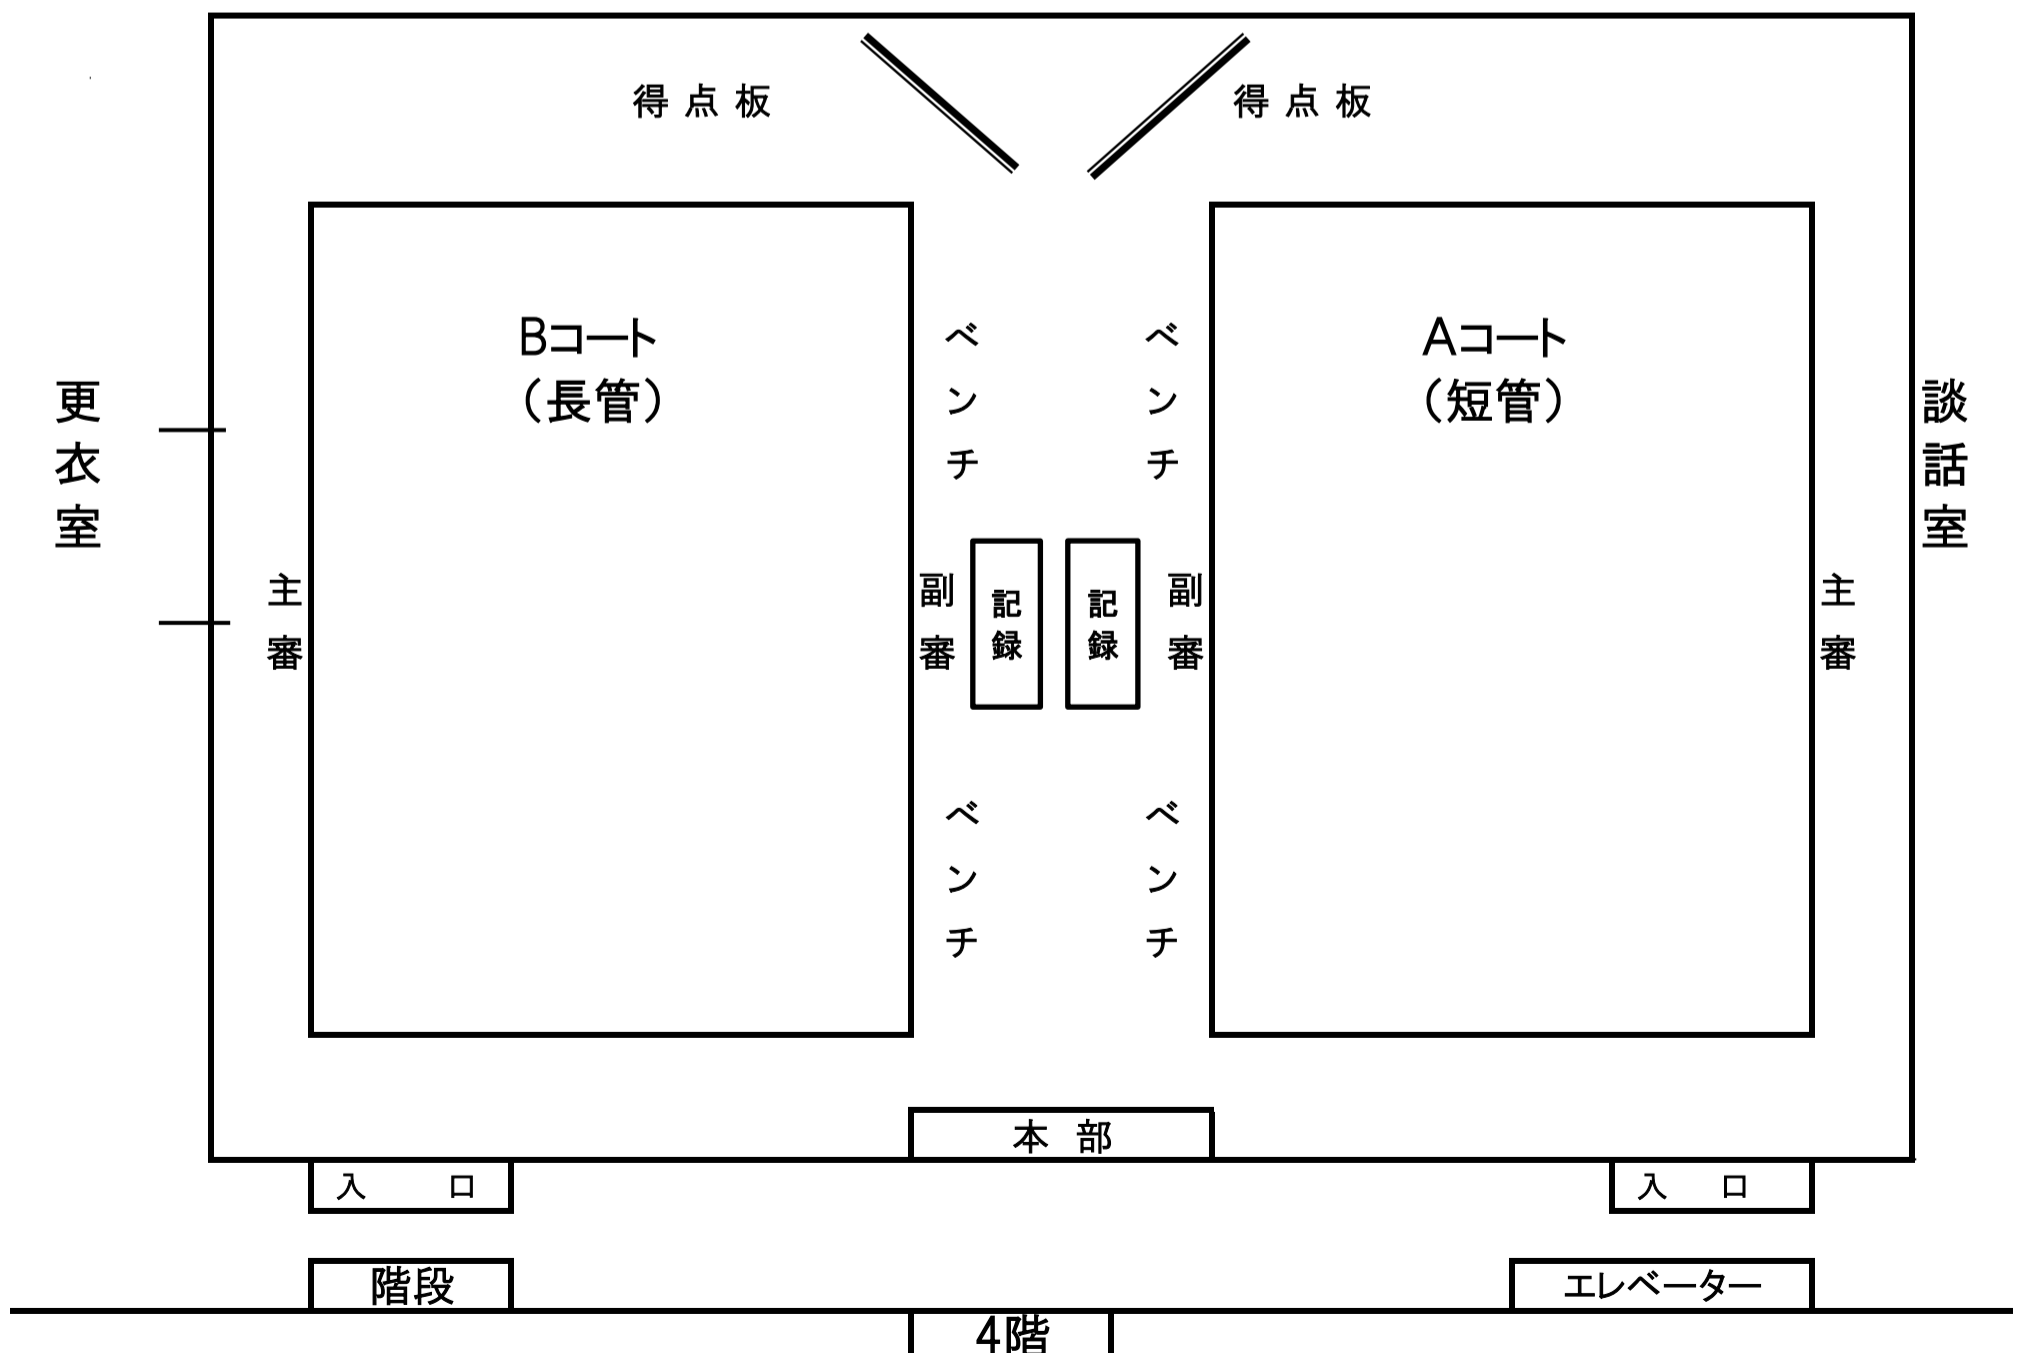 得点板
得点板
Bコート
（長管）
Aコート
（短管）
ベンチ
ベンチ
更衣室
談話室
主審
副審
記録
記録
副審
主審
ベンチ
ベンチ
本部
入口
入口
階段
エレベーター
4階